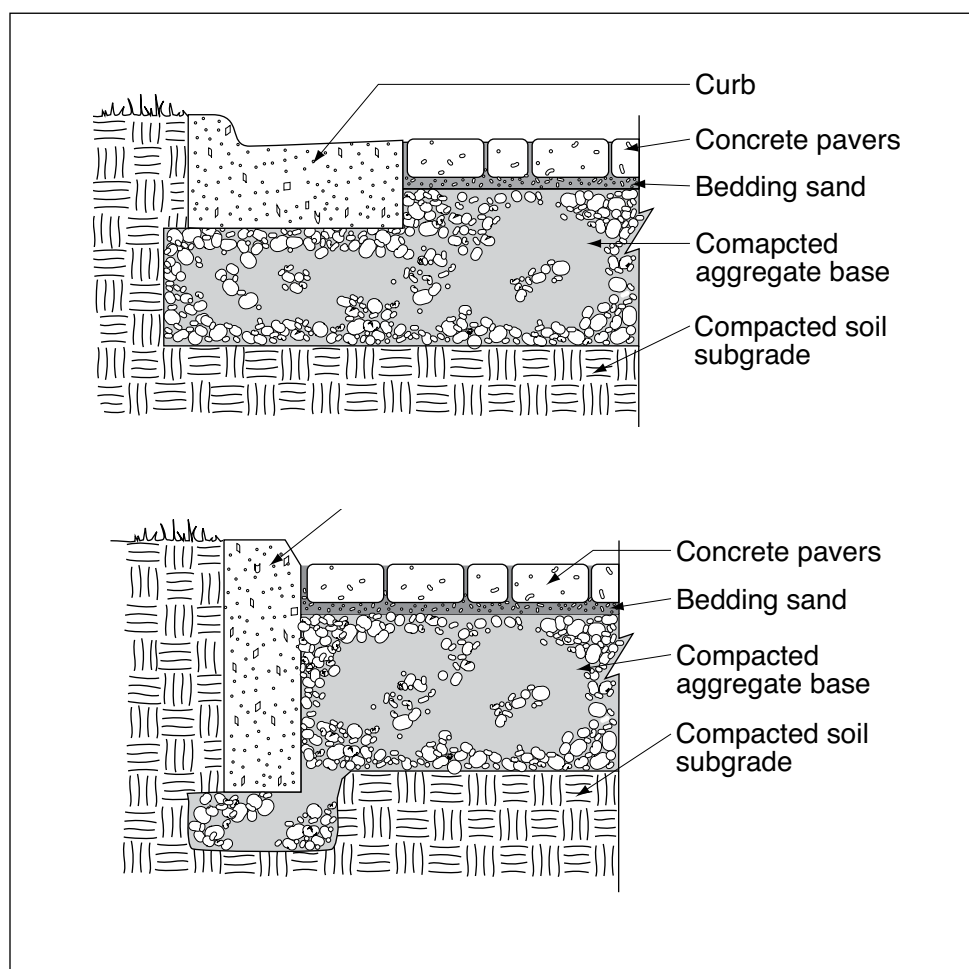 Curb
Concrete pavers
Bedding sand
Comapcted
aggregate base
Compacted soil
subgrade
Concrete pavers
Bedding sand
Compacted
aggregate base
Compacted soil
subgrade